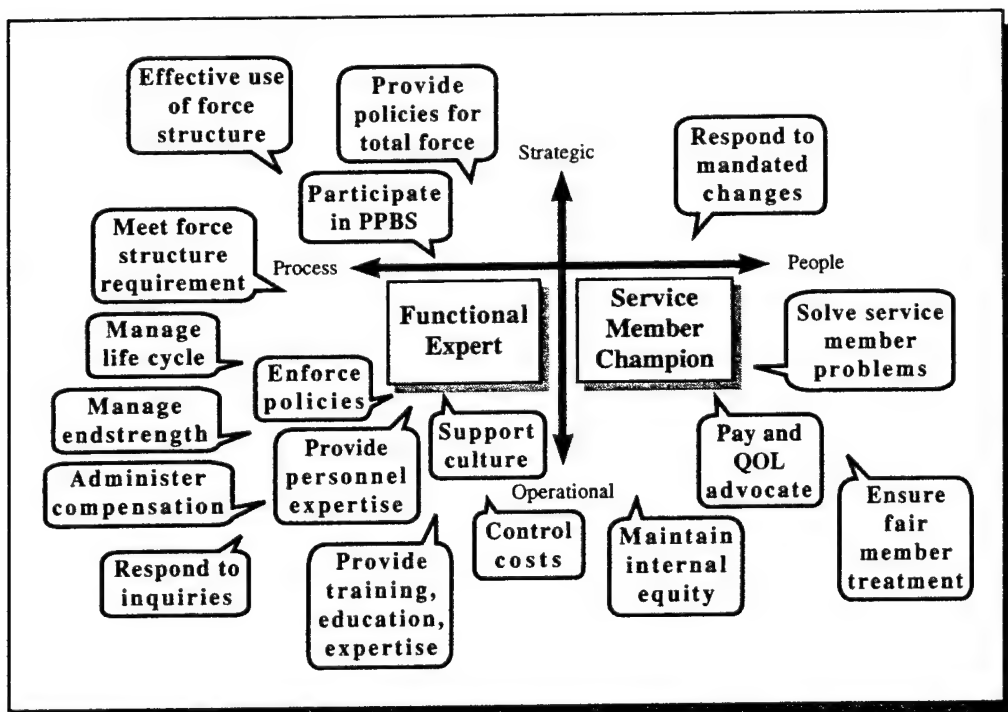 Effective use
of force
structure
Provide
policies for
total force
Strategic
Respond to
mandated
changes
Participate
in PPBS
Meet force
structure
requirement
Process
People
Functional
Expert
Service
Member
Champion
Solve service
member
problems
Manage
life cycle
Enforce
policies
Manage
endstrength
Provide
personnel
expertise
Support
culture
Pay and
QOL
advocate
Administer
compensation
Operational
Ensure
fair
member
treatment
Control
costs
Maintain
internal
equity
Respond to
inquiries
Provide
training,
education,
expertise